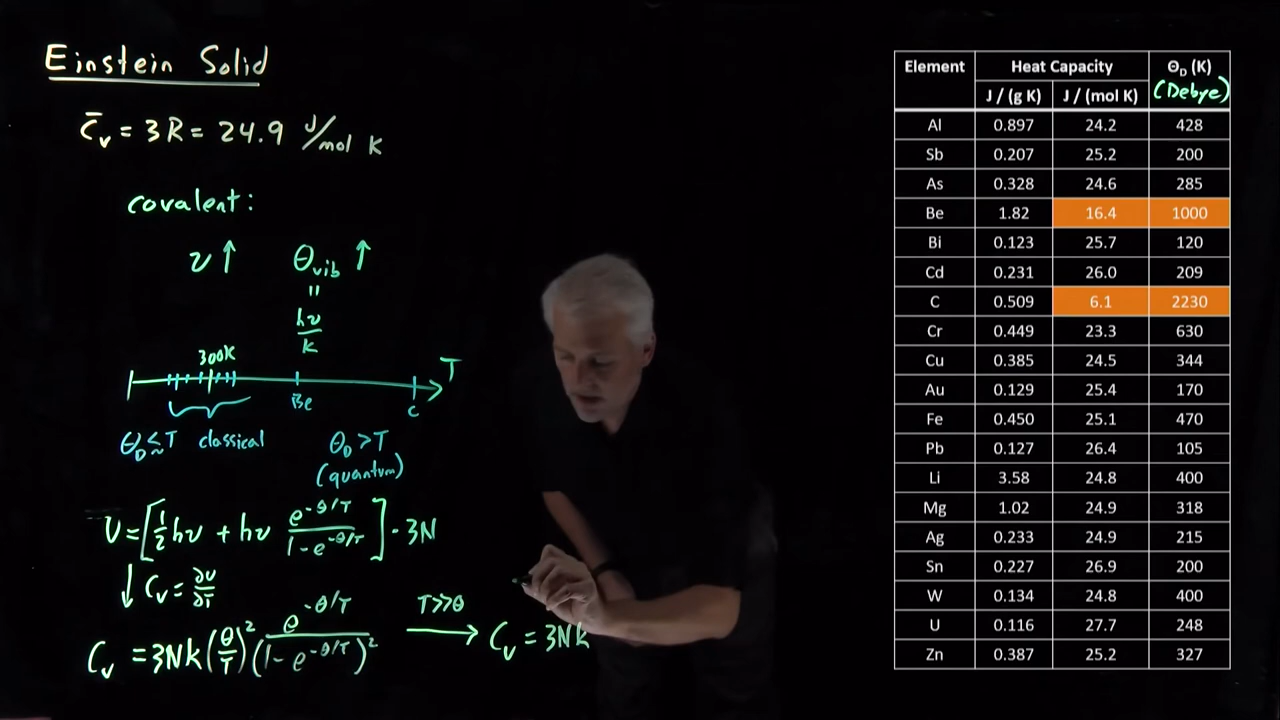 Einstein Solid
C̄ᵥ = 3R = 24.9 J/mol K
covalent:
ν↑ Θvib ↑
"
hν/k
300K
T
Be C
Θ_D ≲ T classical Θ_D > T
(quantum)
U = [½hν + hν e^(-θ/T) / (1-e^(-θ/T))] · 3N
↓ Cᵥ = ∂U/∂T
Cᵥ = 3Nk (θ/T)² e^(-θ/T) / (1-e^(-θ/T))² T>>θ → Cᵥ = 3Nk
Element Heat Capacity Θ_D (K)
J / (g K) J / (mol K) (Debye)
Al 0.897 24.2 428
Sb 0.207 25.2 200
As 0.328 24.6 285
Be 1.82 16.4 1000
Bi 0.123 25.7 120
Cd 0.231 26.0 209
C 0.509 6.1 2230
Cr 0.449 23.3 630
Cu 0.385 24.5 344
Au 0.129 25.4 170
Fe 0.450 25.1 470
Pb 0.127 26.4 105
Li 3.58 24.8 400
Mg 1.02 24.9 318
Ag 0.233 24.9 215
Sn 0.227 26.9 200
W 0.134 24.8 400
U 0.116 27.7 248
Zn 0.387 25.2 327